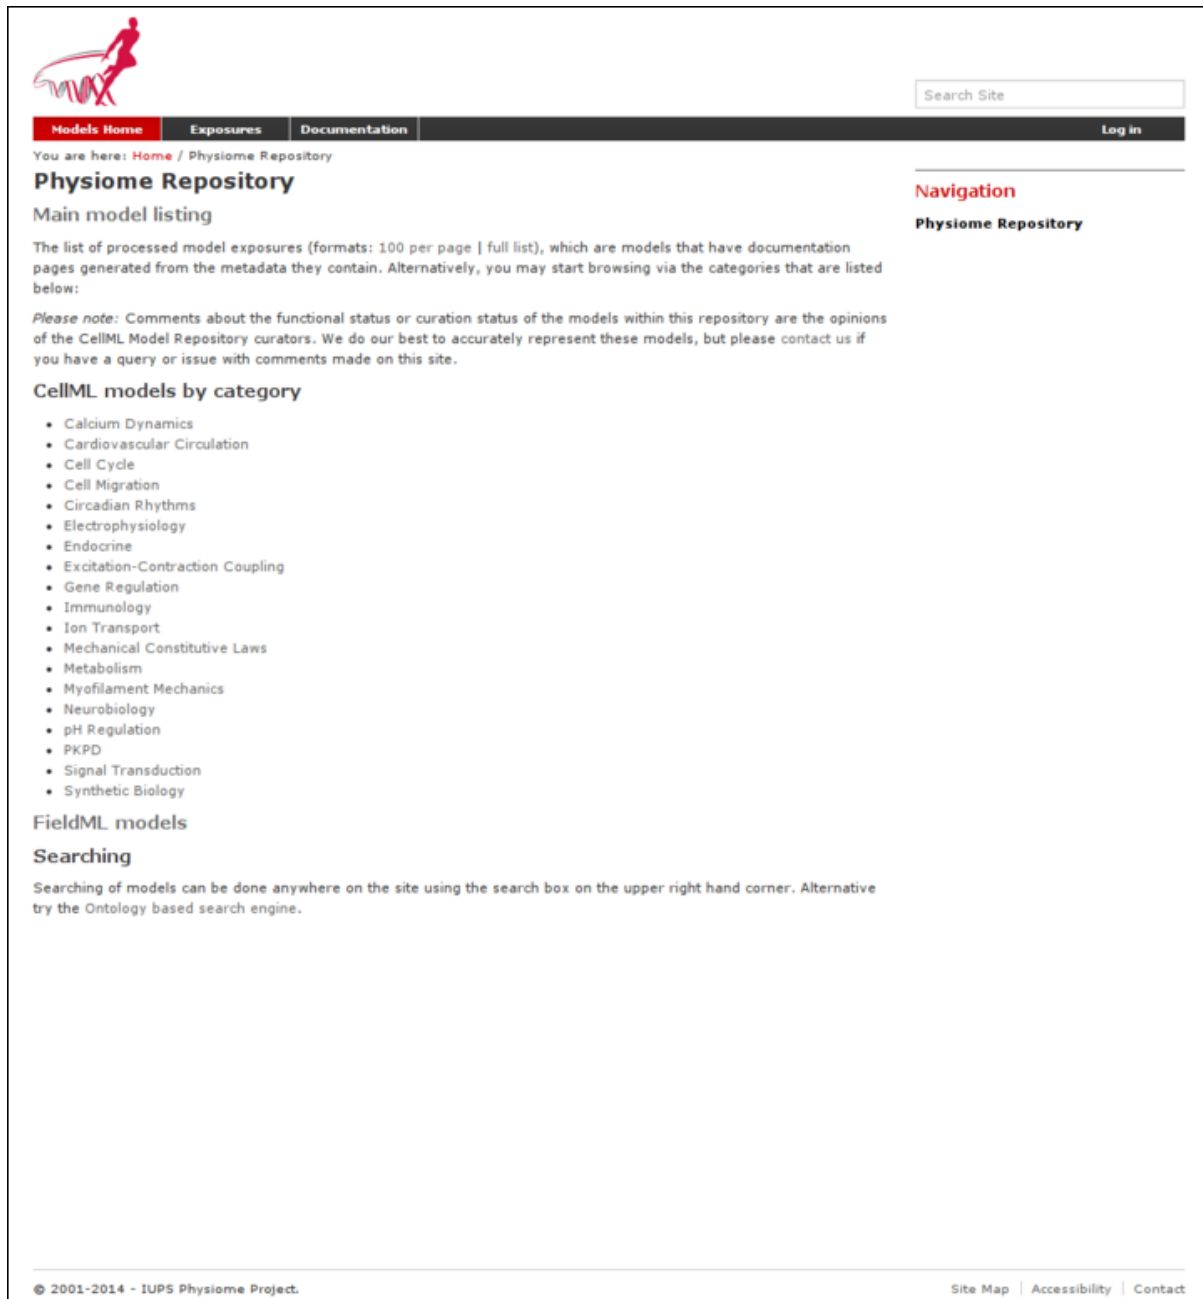 Search Site
Models Home Exposures Documentation Log in
You are here: Home / Physiome Repository
Physiome Repository
Main model listing
The list of processed model exposures (formats: 100 per page | full list), which are models that have documentation
pages generated from the metadata they contain. Alternatively, you may start browsing via the categories that are listed
below:
Please note: Comments about the functional status or curation status of the models within this repository are the opinions
of the CellML Model Repository curators. We do our best to accurately represent these models, but please contact us if
you have a query or issue with comments made on this site.
CellML models by category
• Calcium Dynamics
• Cardiovascular Circulation
• Cell Cycle
• Cell Migration
• Circadian Rhythms
• Electrophysiology
• Endocrine
• Excitation-Contraction Coupling
• Gene Regulation
• Immunology
• Ion Transport
• Mechanical Constitutive Laws
• Metabolism
• Myofilament Mechanics
• Neurobiology
• pH Regulation
• PKPD
• Signal Transduction
• Synthetic Biology
FieldML models
Searching
Searching of models can be done anywhere on the site using the search box on the upper right hand corner. Alternative
try the Ontology based search engine.
Navigation
Physiome Repository
© 2001-2014 - IUPS Physiome Project.
Site Map | Accessibility | Contact